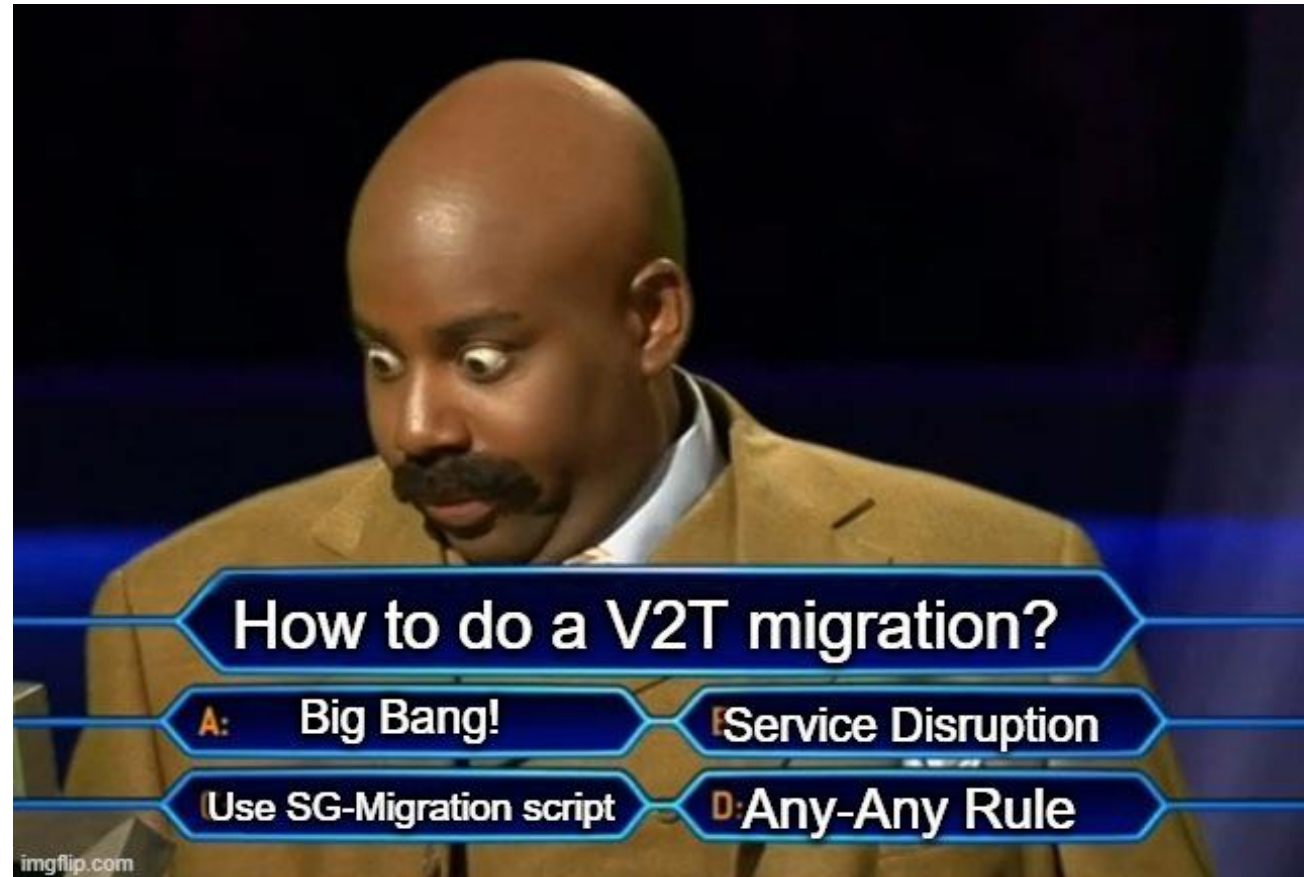 How to do a V2T migration?
A: Big Bang!
Service Disruption
Use SG-Migration script
D: Any-Any Rule
imgflip.com